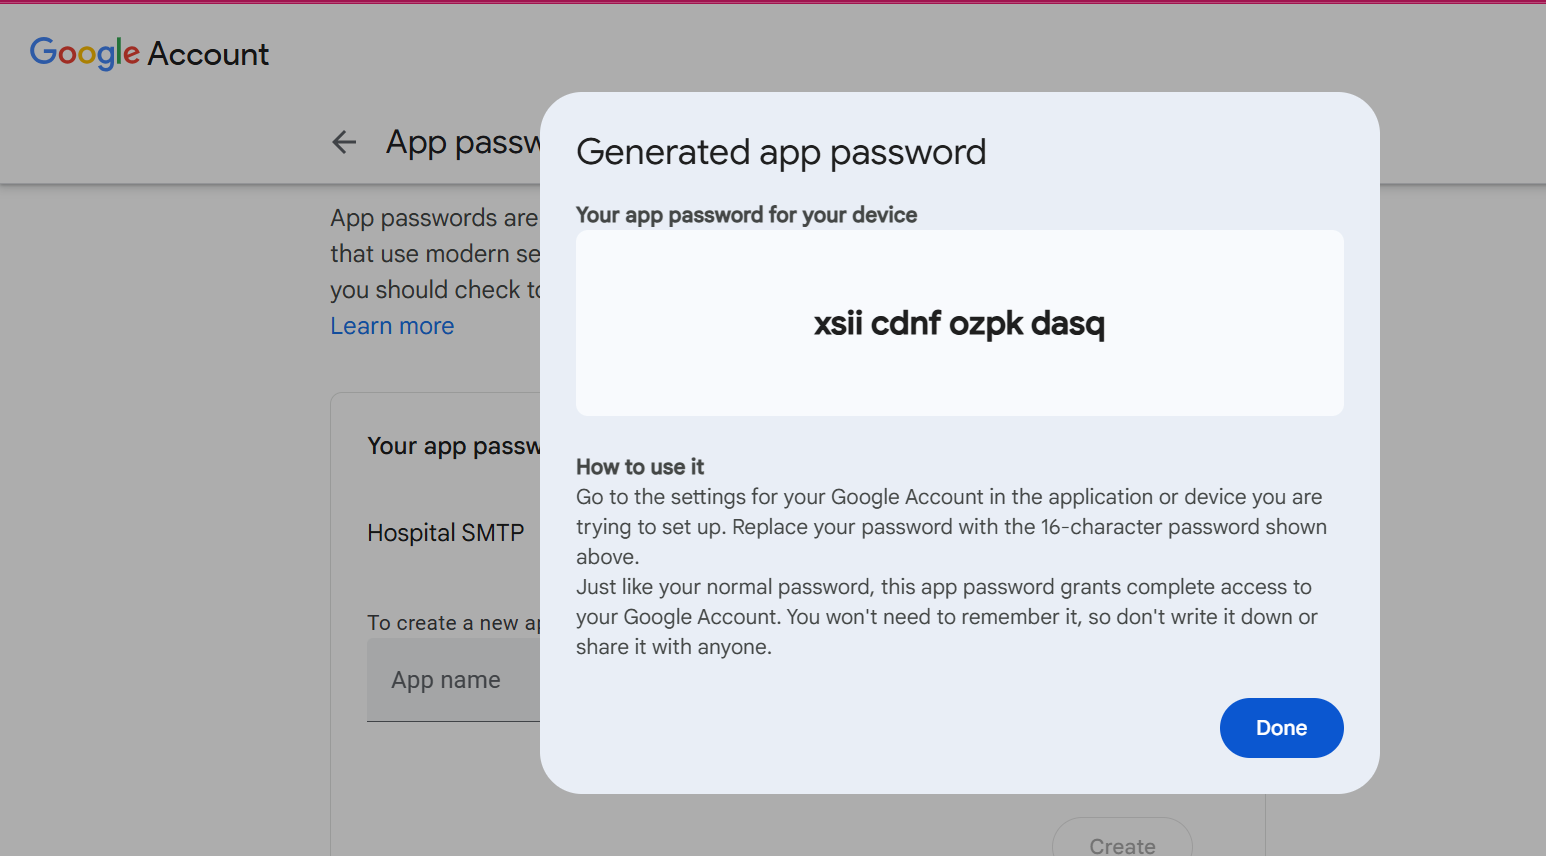 Google Account
App passw
Generated app password
Your app password for your device
xsii cdnf ozpk dasq
App passwords are
that use modern se
you should check to
Learn more
Your app passw
Hospital SMTP
To create a new ap
App name
How to use it
Go to the settings for your Google Account in the application or device you are
trying to set up. Replace your password with the 16-character password shown
above.
Just like your normal password, this app password grants complete access to
your Google Account. You won't need to remember it, so don't write it down or
share it with anyone.
Done
Create